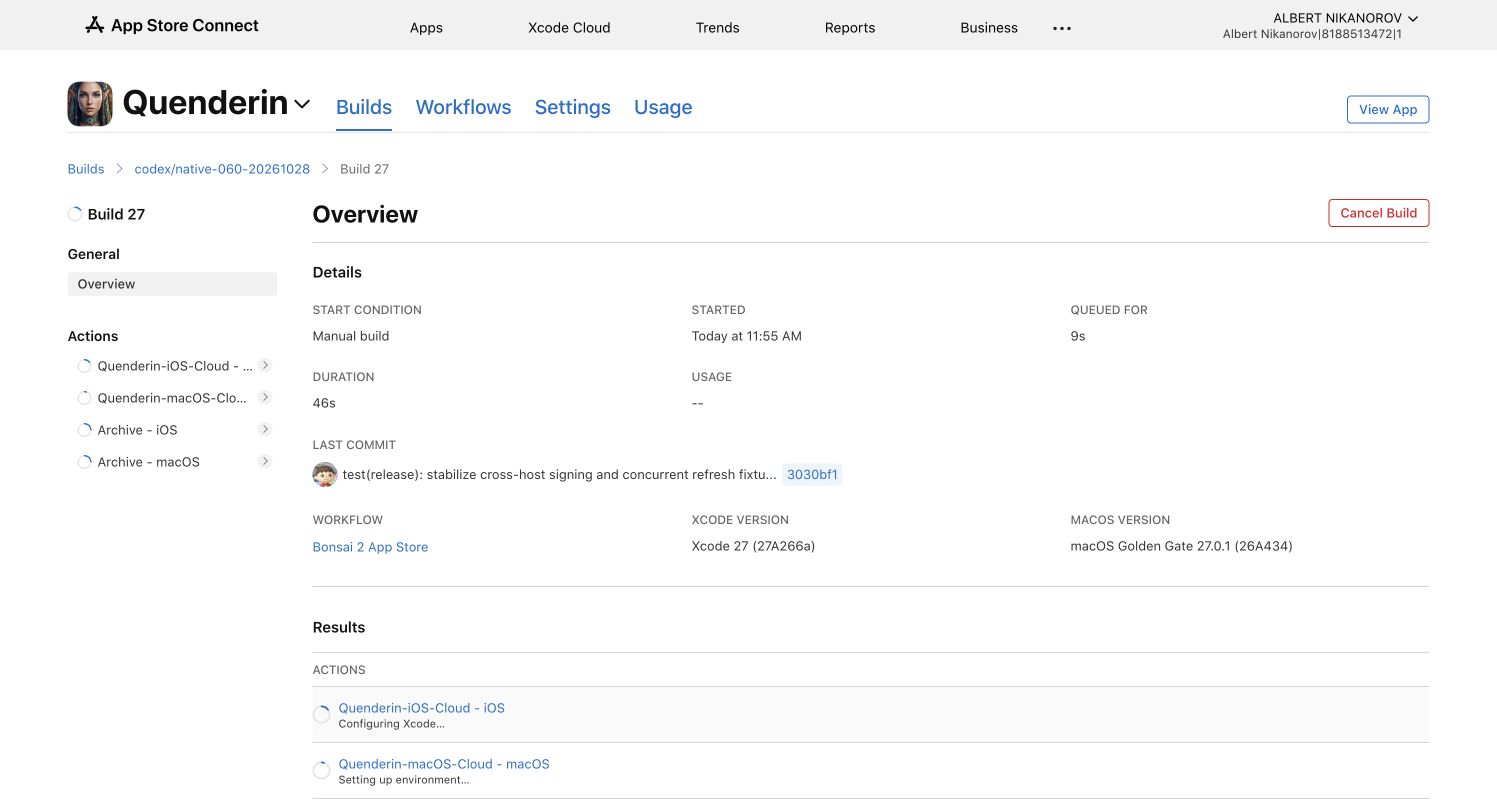 App Store Connect
Apps
Xcode Cloud
Trends
Reports
Business
ALBERT NIKANOROV
Albert Nikanorov|8188513472|1
Quenderin
Builds
Workflows
Settings
Usage
View App
Builds
codex/native-060-20261028
Build 27
Build 27
General
Overview
Actions
Quenderin-iOS-Cloud - ...
Quenderin-macOS-Clo...
Archive - iOS
Archive - macOS
Overview
Cancel Build
Details
START CONDITION
STARTED
QUEUED FOR
Manual build
Today at 11:55 AM
9s
DURATION
USAGE
46s
--
LAST COMMIT
test(release): stabilize cross-host signing and concurrent refresh fixtu... 3030bf1
WORKFLOW
XCODE VERSION
MACOS VERSION
Bonsai 2 App Store
Xcode 27 (27A266a)
macOS Golden Gate 27.0.1 (26A434)
Results
ACTIONS
Quenderin-iOS-Cloud - iOS
Configuring Xcode...
Quenderin-macOS-Cloud - macOS
Setting up environment...